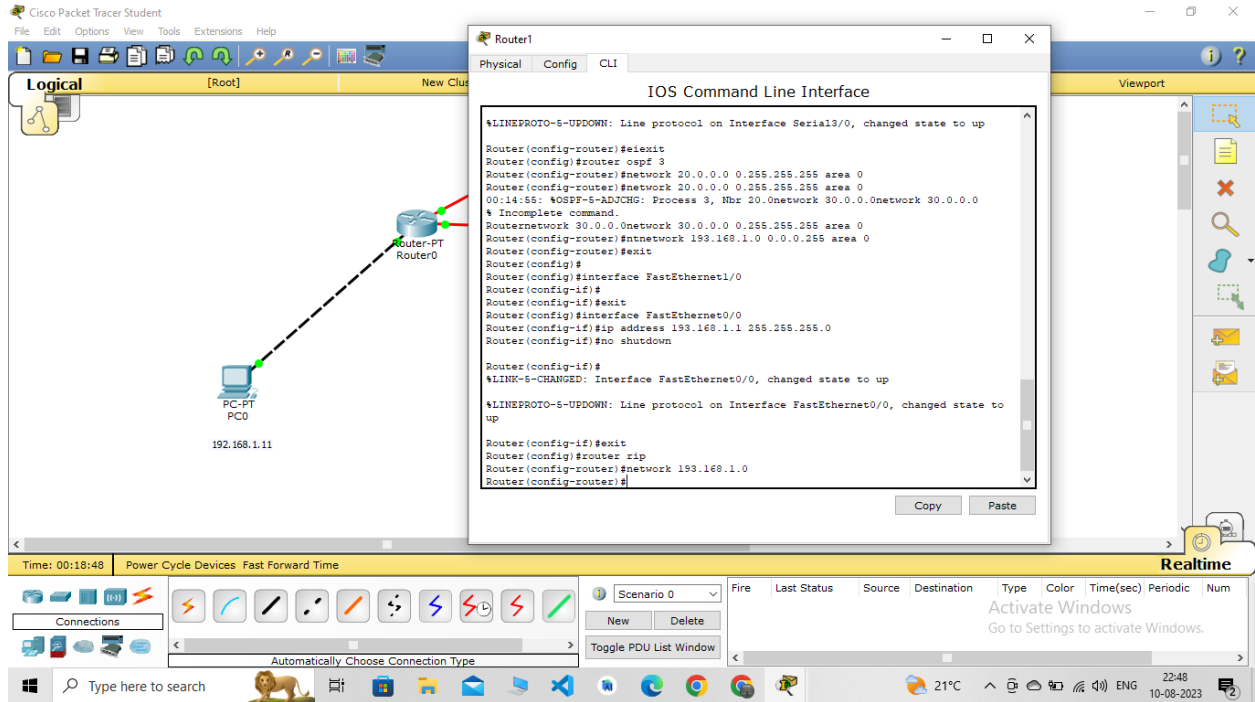 Cisco Packet Tracer Student
File Edit Options View Tools Extensions Help
Logical
[Root]
New Clus
Viewport
Router1
Physical Config CLI
IOS Command Line Interface
%LINEPROTO-5-UPDOWN: Line protocol on Interface Serial3/0, changed state to up
Router(config-router)#eiexit
Router(config)#router ospf 3
Router(config-router)#network 20.0.0.0 0.255.255.255 area 0
Router(config-router)#network 20.0.0.0 0.255.255.255 area 0
00:14:55: %OSPF-5-ADJCHG: Process 3, Nbr 20.0network 30.0.0.0network 30.0.0.0
% Incomplete command.
Routernetwork 30.0.0.0network 30.0.0.0 0.255.255.255 area 0
Router(config-router)#ntnetwork 193.168.1.0 0.0.0.255 area 0
Router(config-router)#exit
Router(config)#
Router(config)#interface FastEthernet1/0
Router(config-if)#
Router(config-if)#exit
Router(config)#interface FastEthernet0/0
Router(config-if)#ip address 193.168.1.1 255.255.255.0
Router(config-if)#no shutdown
Router(config-if)#
%LINK-5-CHANGED: Interface FastEthernet0/0, changed state to up
%LINEPROTO-5-UPDOWN: Line protocol on Interface FastEthernet0/0, changed state to
up
Router(config-if)#exit
Router(config)#router rip
Router(config-router)#network 193.168.1.0
Router(config-router)#
Copy Paste
Router-PT
Router0
PC-PT
PC0
192.168.1.11
Time: 00:18:48 Power Cycle Devices Fast Forward Time
Realtime
Connections
Automatically Choose Connection Type
Scenario 0
New Delete
Toggle PDU List Window
Fire Last Status Source Destination Type Color Time(sec) Periodic Num
Activate Windows
Go to Settings to activate Windows.
Type here to search
21°C
ENG
22:48
10-08-2023
2